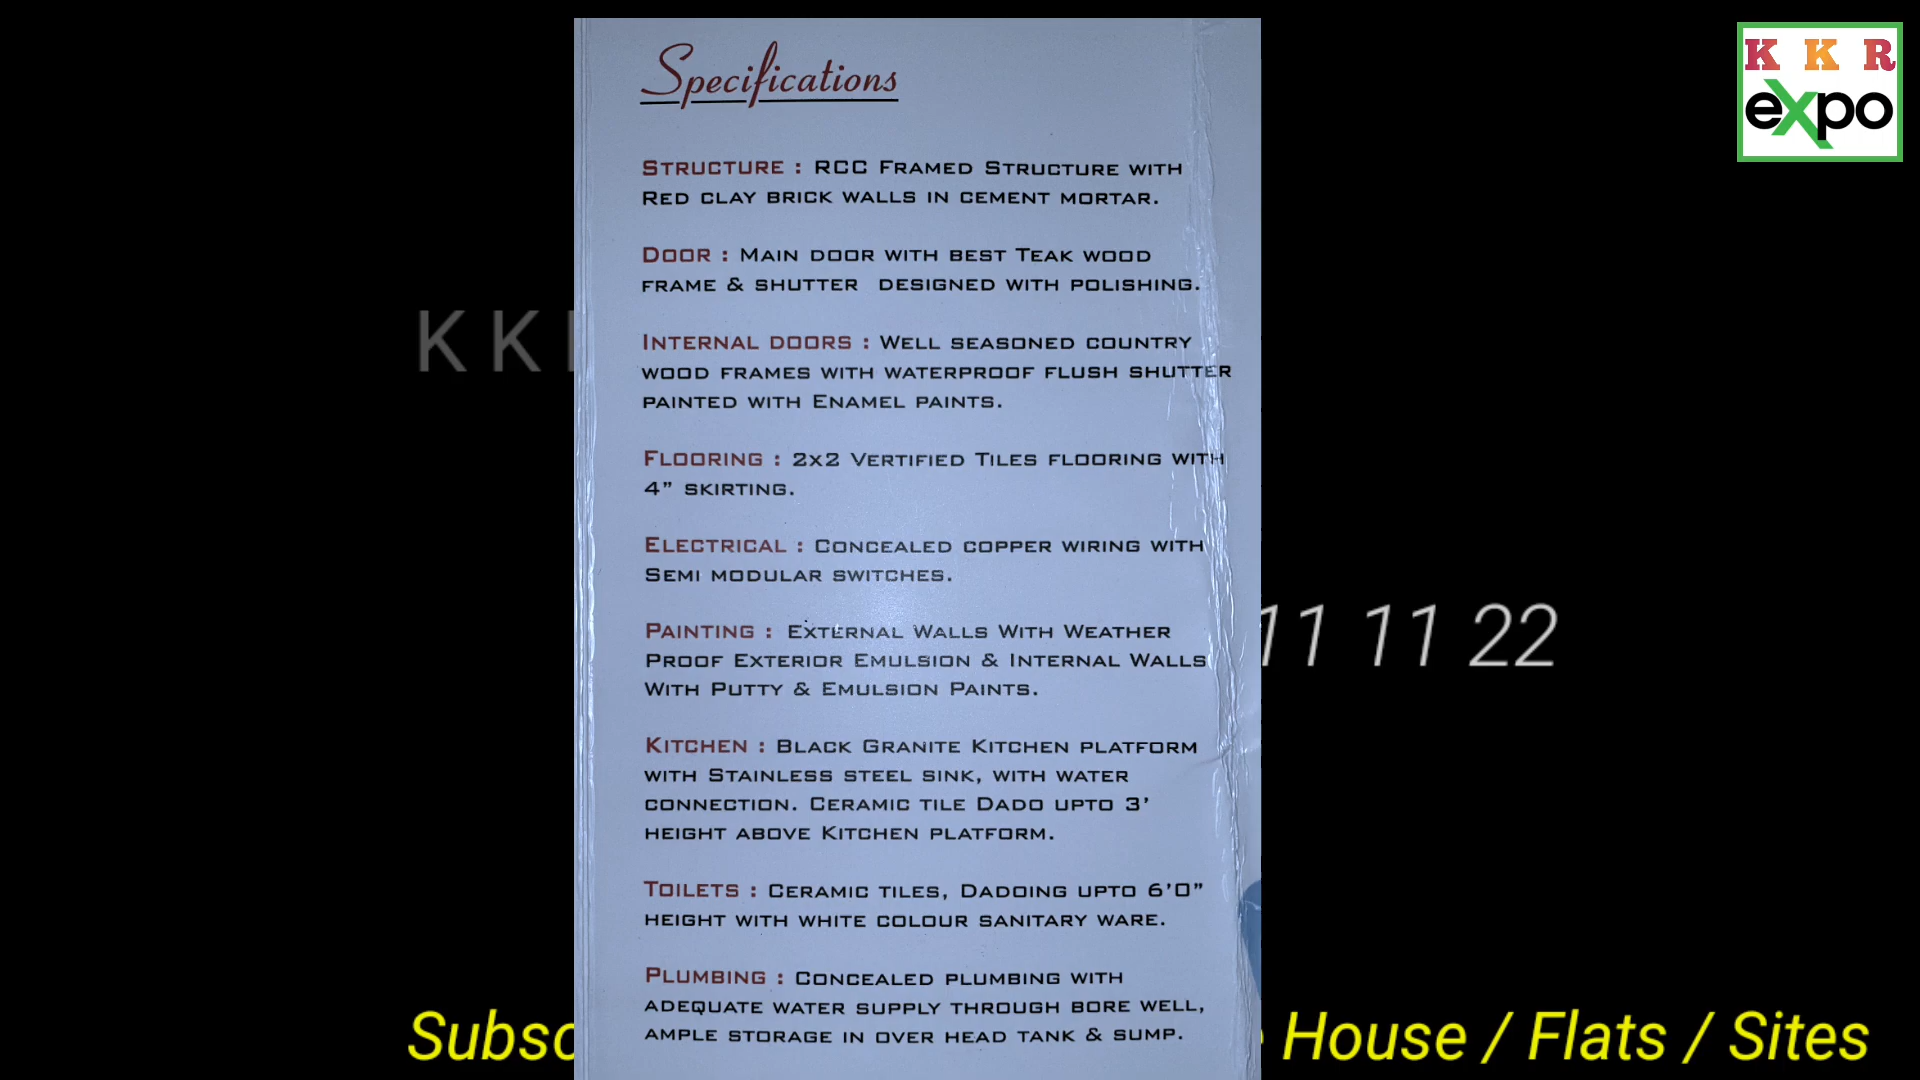 Specifications
K K R
expo
STRUCTURE : RCC FRAMED STRUCTURE WITH
RED CLAY BRICK WALLS IN CEMENT MORTAR.
DOOR : MAIN DOOR WITH BEST TEAK WOOD
FRAME & SHUTTER DESIGNED WITH POLISHING.
INTERNAL DOORS : WELL SEASONED COUNTRY
WOOD FRAMES WITH WATERPROOF FLUSH SHUTTER
PAINTED WITH ENAMEL PAINTS.
K K
FLOORING : 2X2 VERTIFIED TILES FLOORING WITH
4” SKIRTING.
ELECTRICAL : CONCEALED COPPER WIRING WITH
SEMI MODULAR SWITCHES.
PAINTING : EXTERNAL WALLS WITH WEATHER
PROOF EXTERIOR EMULSION & INTERNAL WALLS
WITH PUTTY & EMULSION PAINTS.
11 11 22
KITCHEN : BLACK GRANITE KITCHEN PLATFORM
WITH STAINLESS STEEL SINK, WITH WATER
CONNECTION. CERAMIC TILE DADO UPTO 3'
HEIGHT ABOVE KITCHEN PLATFORM.
TOILETS : CERAMIC TILES, DADOING UPTO 6'0”
HEIGHT WITH WHITE COLOUR SANITARY WARE.
PLUMBING : CONCEALED PLUMBING WITH
ADEQUATE WATER SUPPLY THROUGH BORE WELL,
AMPLE STORAGE IN OVER HEAD TANK & SUMP.
House / Flats / Sites